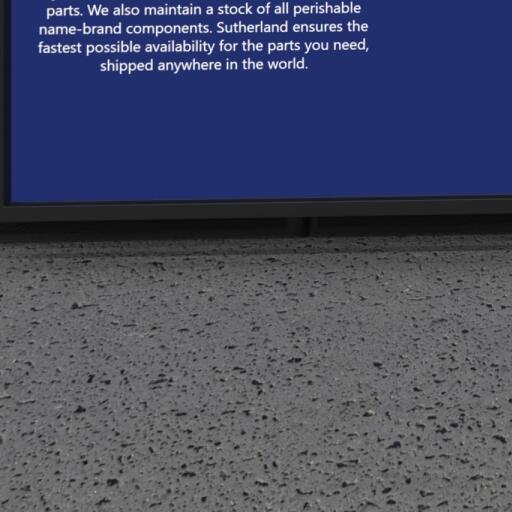 parts. We also maintain a stock of all perishable
name-brand components. Sutherland ensures the
fastest possible availability for the parts you need,
shipped anywhere in the world.